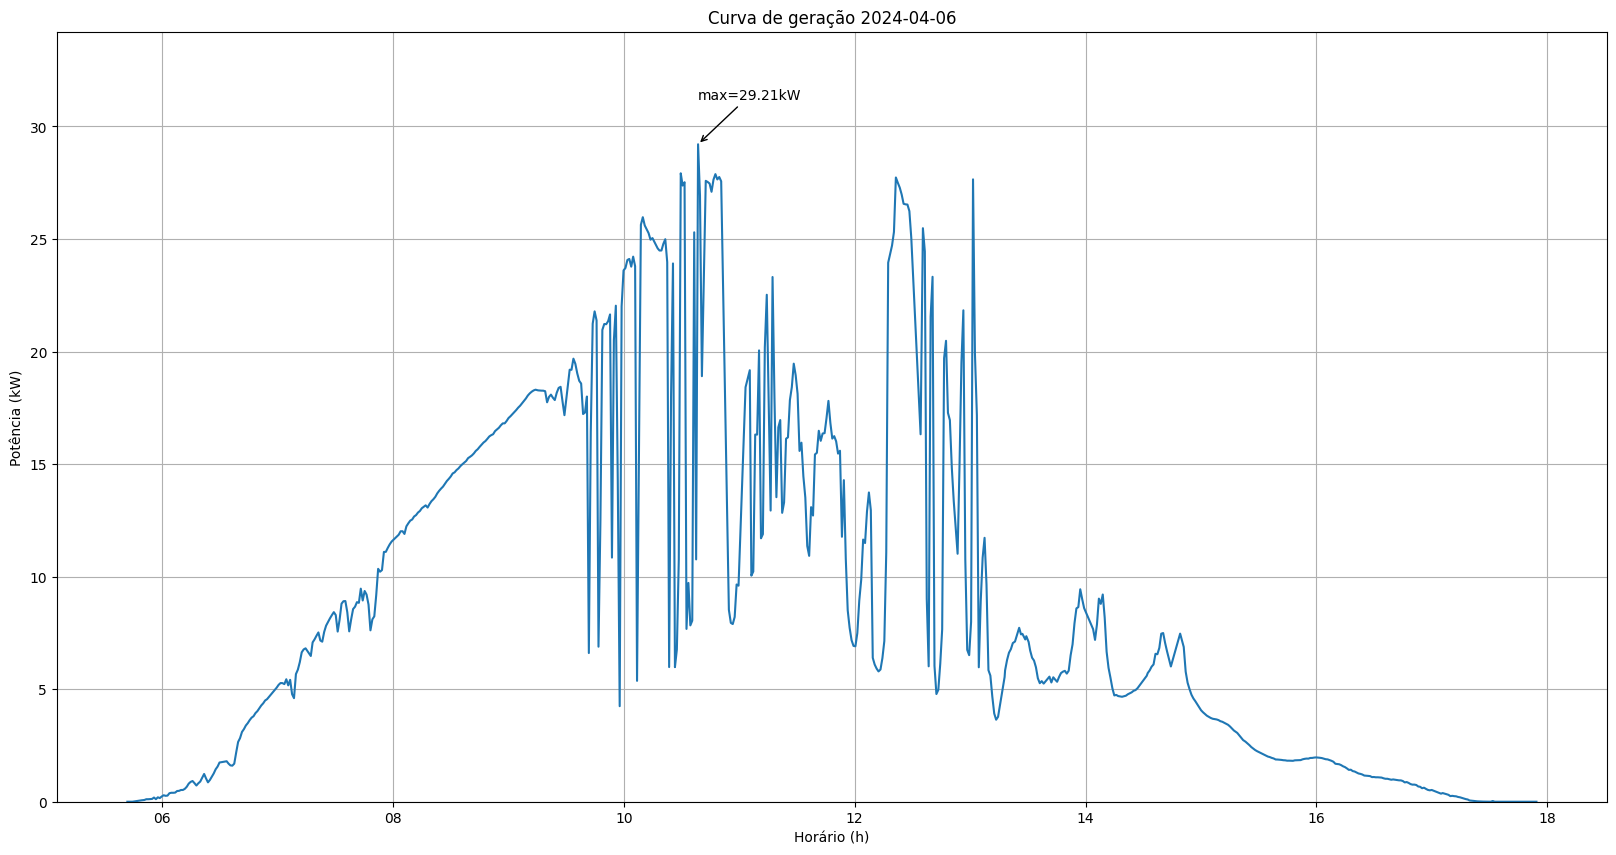 Curva de geração 2024-04-06
max=29.21kW
Potência (kW)
30
25
20
15
10
5
0
06 08 10 12 14 16 18
Horário (h)